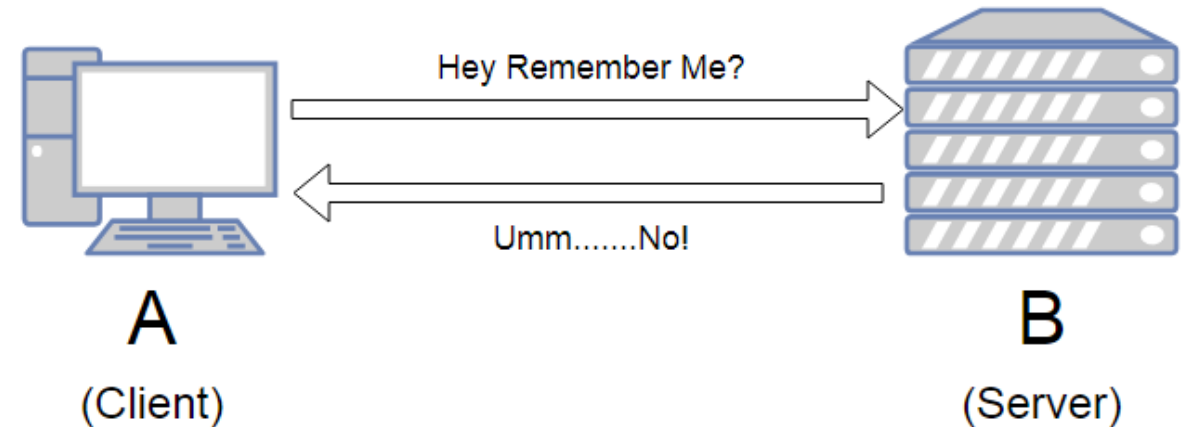 Hey Remember Me?
Umm.......No!
A
B
(Client)
(Server)